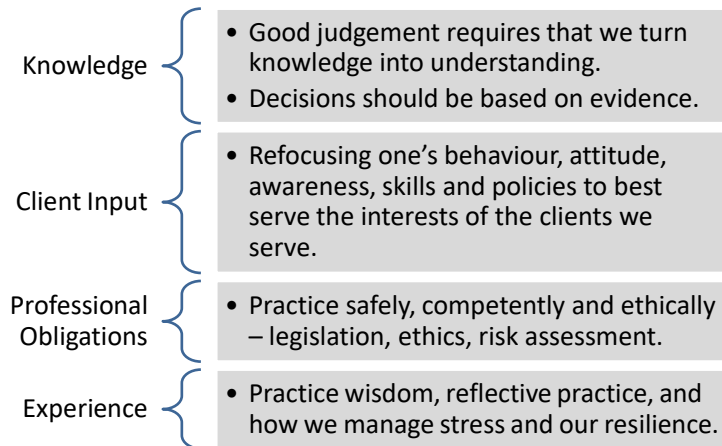 Knowledge
• Good judgement requires that we turn
knowledge into understanding.
• Decisions should be based on evidence.
Client Input
• Refocusing one’s behaviour, attitude,
awareness, skills and policies to best
serve the interests of the clients we
serve.
Professional
Obligations
• Practice safely, competently and ethically
– legislation, ethics, risk assessment.
Experience
• Practice wisdom, reflective practice, and
how we manage stress and our resilience.